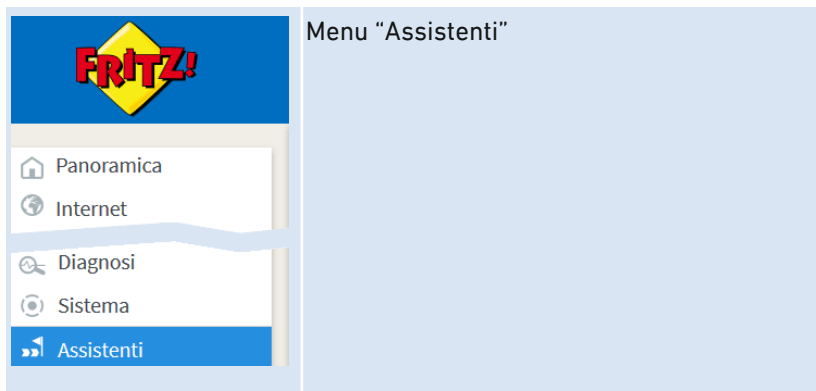 FRITZ!
Menu “Assistenti”
Panoramica
Internet
Diagnosi
Sistema
Assistenti